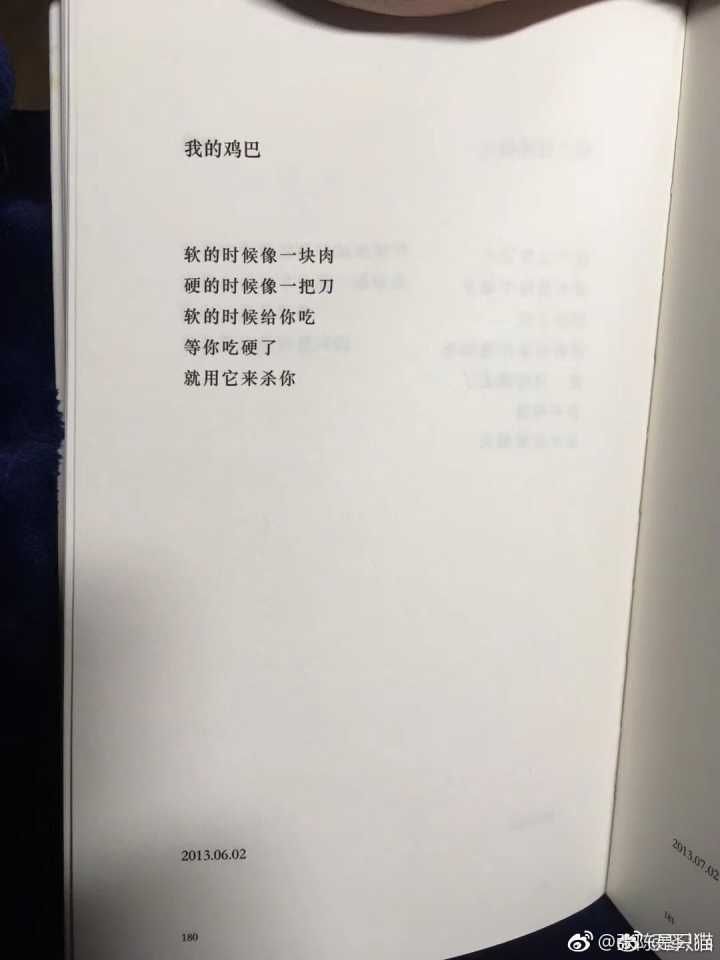 我的鸡巴
软的时候像一块肉
硬的时候像一把刀
软的时候给你吃
等你吃硬了
就用它来杀你
2013.06.02
2013.07.02
180
181